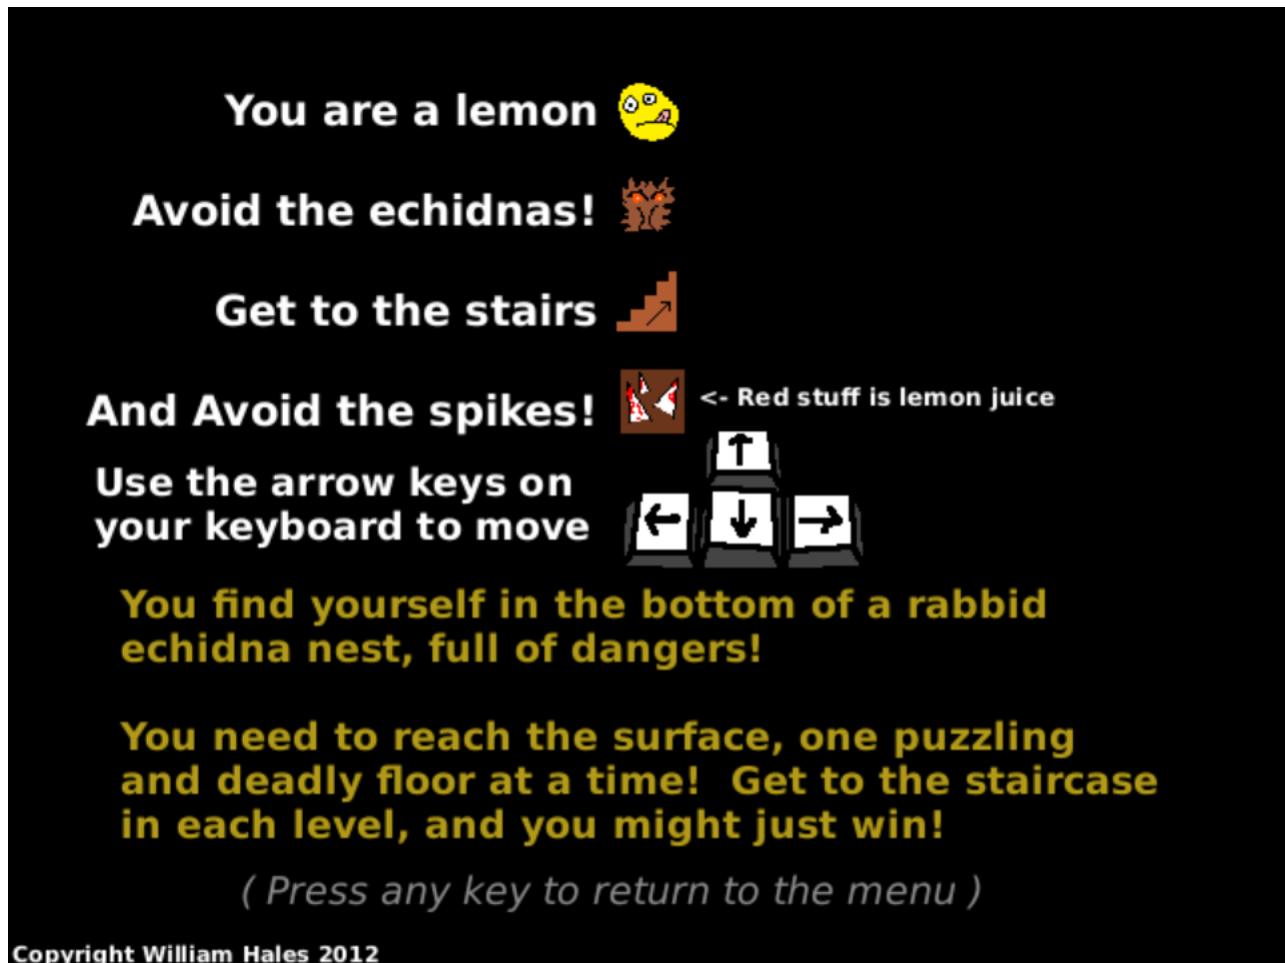 You are a lemon
Avoid the echidnas!
Get to the stairs
And Avoid the spikes!
<- Red stuff is lemon juice
Use the arrow keys on
your keyboard to move
You find yourself in the bottom of a rabbid
echidna nest, full of dangers!
You need to reach the surface, one puzzling
and deadly floor at a time!  Get to the staircase
in each level, and you might just win!
( Press any key to return to the menu )
Copyright William Hales 2012